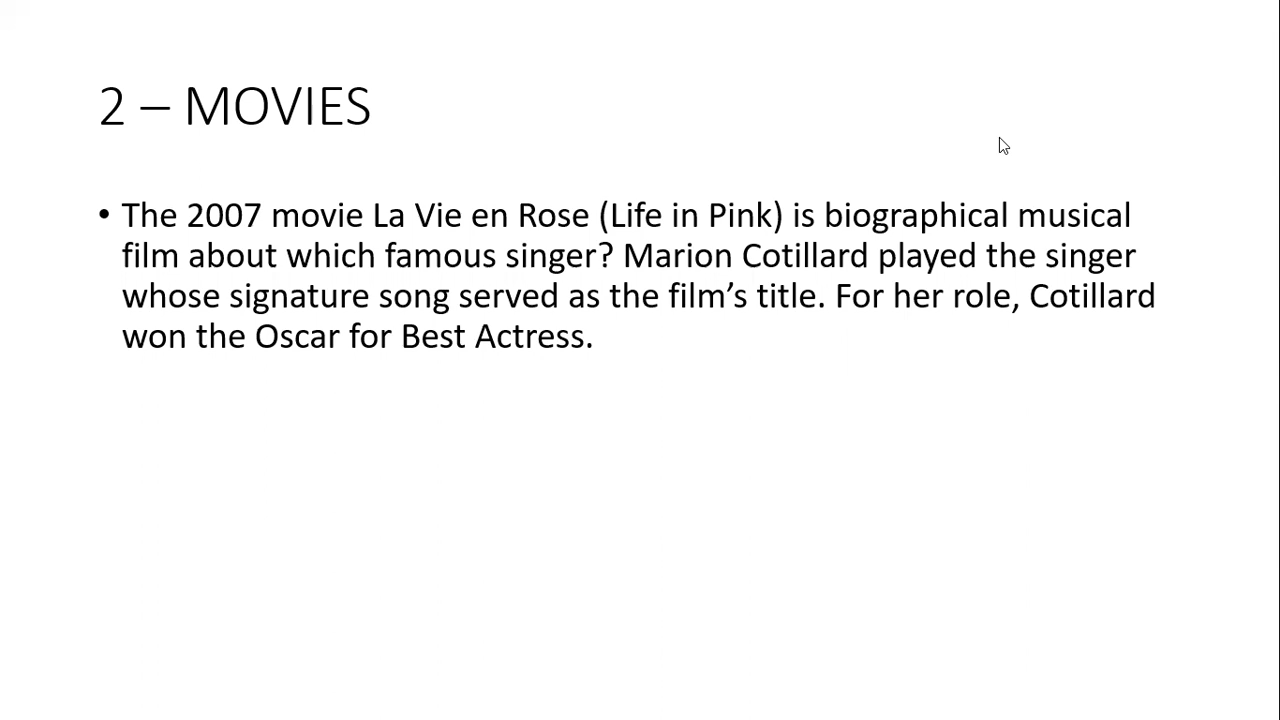 2 – MOVIES
• The 2007 movie La Vie en Rose (Life in Pink) is biographical musical
film about which famous singer? Marion Cotillard played the singer
whose signature song served as the film’s title. For her role, Cotillard
won the Oscar for Best Actress.